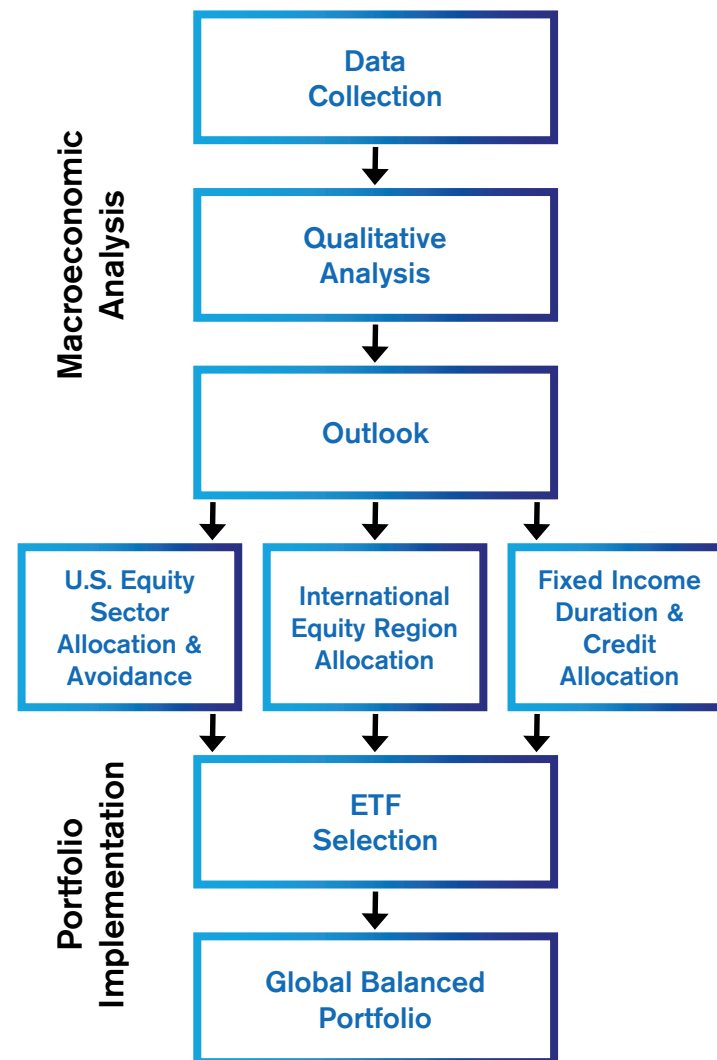 Macroeconomic
Analysis
Data
Collection
Qualitative
Analysis
Outlook
U.S. Equity
Sector
Allocation &
Avoidance
International
Equity Region
Allocation
Fixed Income
Duration &
Credit
Allocation
Portfolio
Implementation
ETF
Selection
Global Balanced
Portfolio